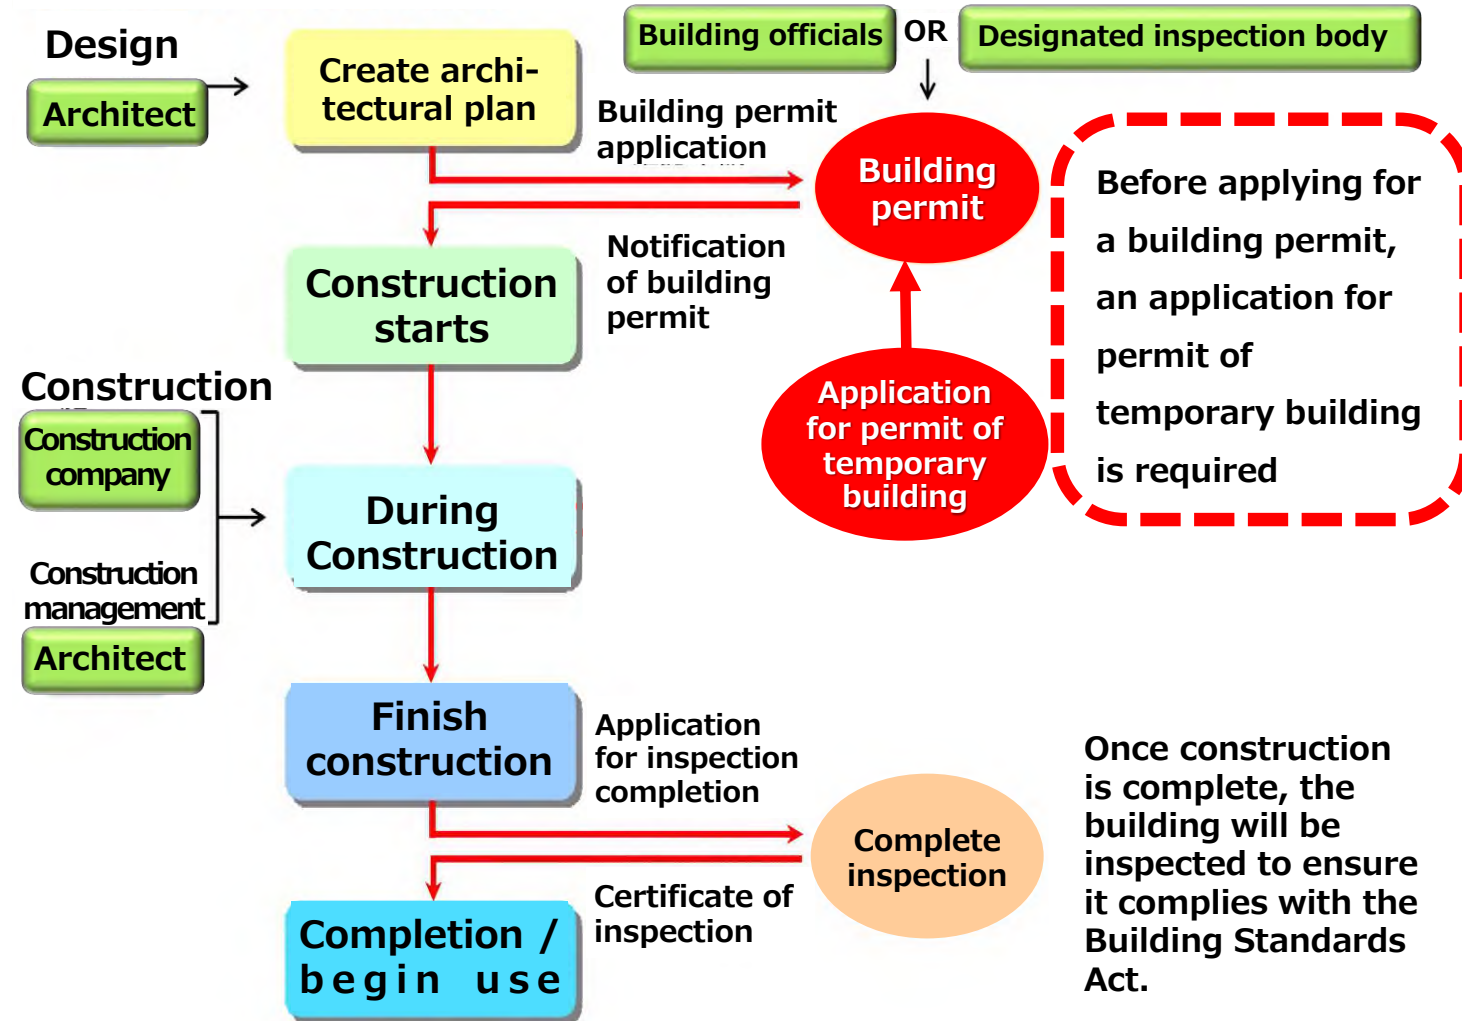 Design
Architect
Create archi-
tectural plan
Building officials
OR
Designated inspection body
Building permit
application
Building
permit
Notification
of building
permit
Before applying for
a building permit,
an application for
permit of
temporary building
is required
Construction
starts
Application
for permit of
temporary
building
Construction
Construction
company
During
Construction
Construction
management
Architect
Finish
construction
Application
for inspection
completion
Complete
inspection
Once construction
is complete, the
building will be
inspected to ensure
it complies with the
Building Standards
Act.
Certificate of
inspection
Completion /
begin use